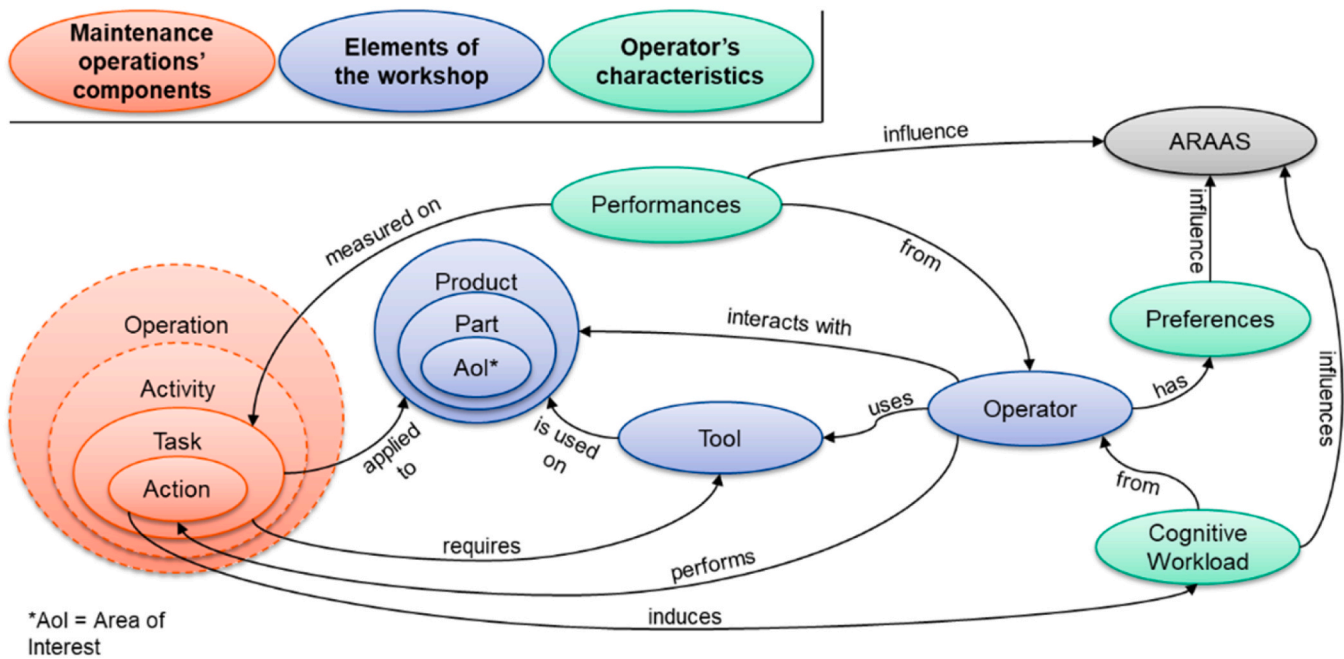 Maintenance
operations'
components
Elements of
the workshop
Operator's
characteristics
influence
ARAAS
Performances
measured on
from
influence
Product
Part
AoI*
interacts with
Preferences
Operation
Activity
Task
Action
applied
to
is used
on
Tool
uses
Operator
has
influences
from
requires
performs
Cognitive
Workload
induces
*AoI = Area of
Interest